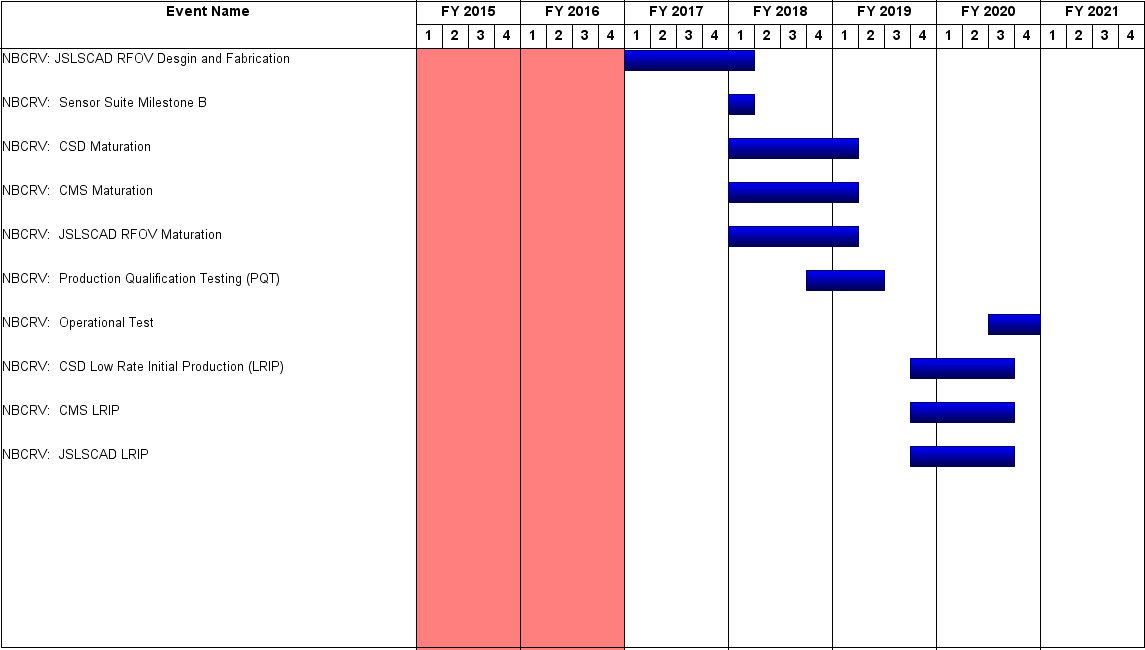 Event Name FY 2015 FY 2016 FY 2017 FY 2018 FY 2019 FY 2020 FY 2021
1 2 3 4 1 2 3 4 1 2 3 4 1 2 3 4 1 2 3 4 1 2 3 4 1 2 3 4
NBCRV: JSLSCAD RFOV Desgin and Fabrication
NBCRV: Sensor Suite Milestone B
NBCRV: CSD Maturation
NBCRV: CMS Maturation
NBCRV: JSLSCAD RFOV Maturation
NBCRV: Production Qualification Testing (PQT)
NBCRV: Operational Test
NBCRV: CSD Low Rate Initial Production (LRIP)
NBCRV: CMS LRIP
NBCRV: JSLSCAD LRIP